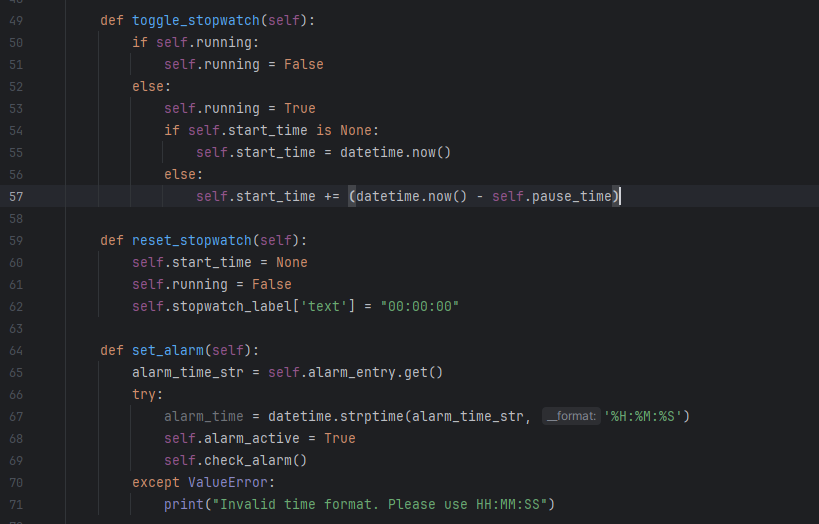 49 def toggle_stopwatch(self):
50 if self.running:
51 self.running = False
52 else:
53 self.running = True
54 if self.start_time is None:
55 self.start_time = datetime.now()
56 else:
57 self.start_time += (datetime.now() - self.pause_time)
58
59 def reset_stopwatch(self):
60 self.start_time = None
61 self.running = False
62 self.stopwatch_label['text'] = "00:00:00"
63
64 def set_alarm(self):
65 alarm_time_str = self.alarm_entry.get()
66 try:
67 alarm_time = datetime.strptime(alarm_time_str, __format: '%H:%M:%S')
68 self.alarm_active = True
69 self.check_alarm()
70 except ValueError:
71 print("Invalid time format. Please use HH:MM:SS")